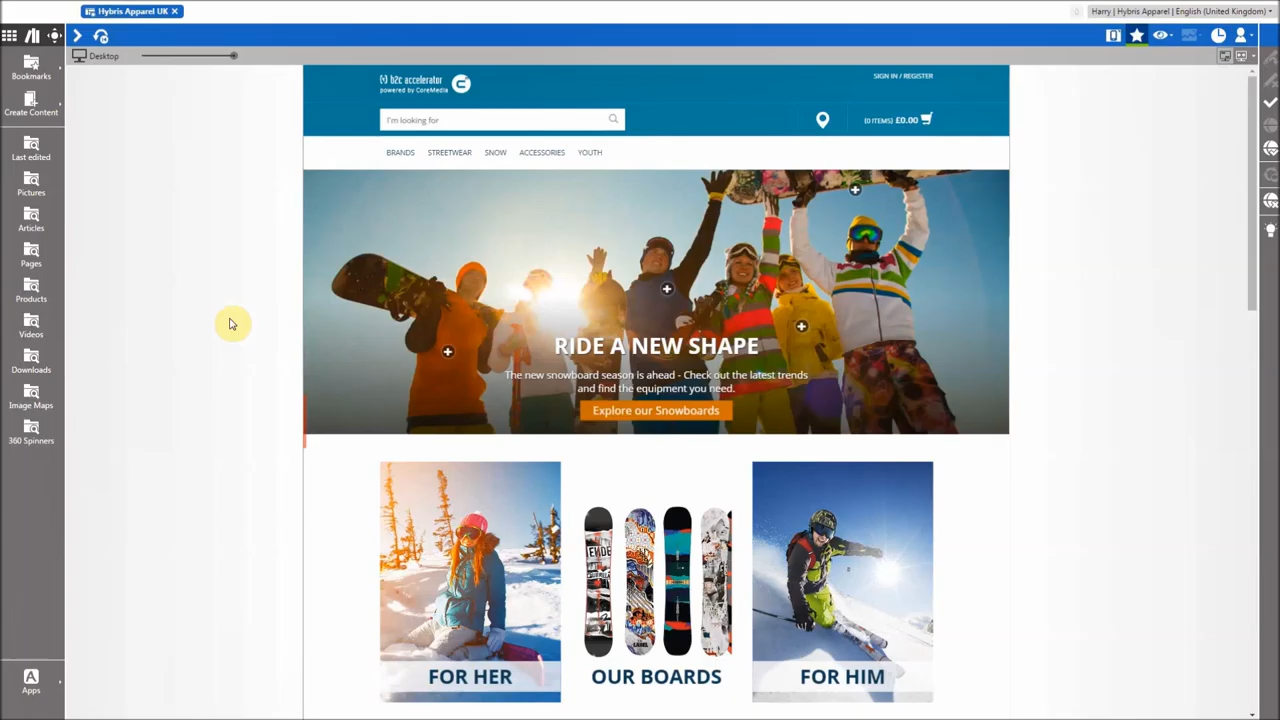 Hybris Apparel UK
Harry | Hybris Apparel | English (United Kingdom)
Desktop
Bookmarks
Create Content
Last edited
Pictures
Articles
Pages
Products
Videos
Downloads
Image Maps
360 Spinners
Apps
b2c accelerator
powered by CoreMedia
SIGN IN / REGISTER
I'm looking for
(0 ITEMS) £0.00
BRANDS STREETWEAR SNOW ACCESSORIES YOUTH
RIDE A NEW SHAPE
The new snowboard season is ahead - Check out the latest trends
and find the equipment you need.
Explore our Snowboards
FOR HER
OUR BOARDS
FOR HIM